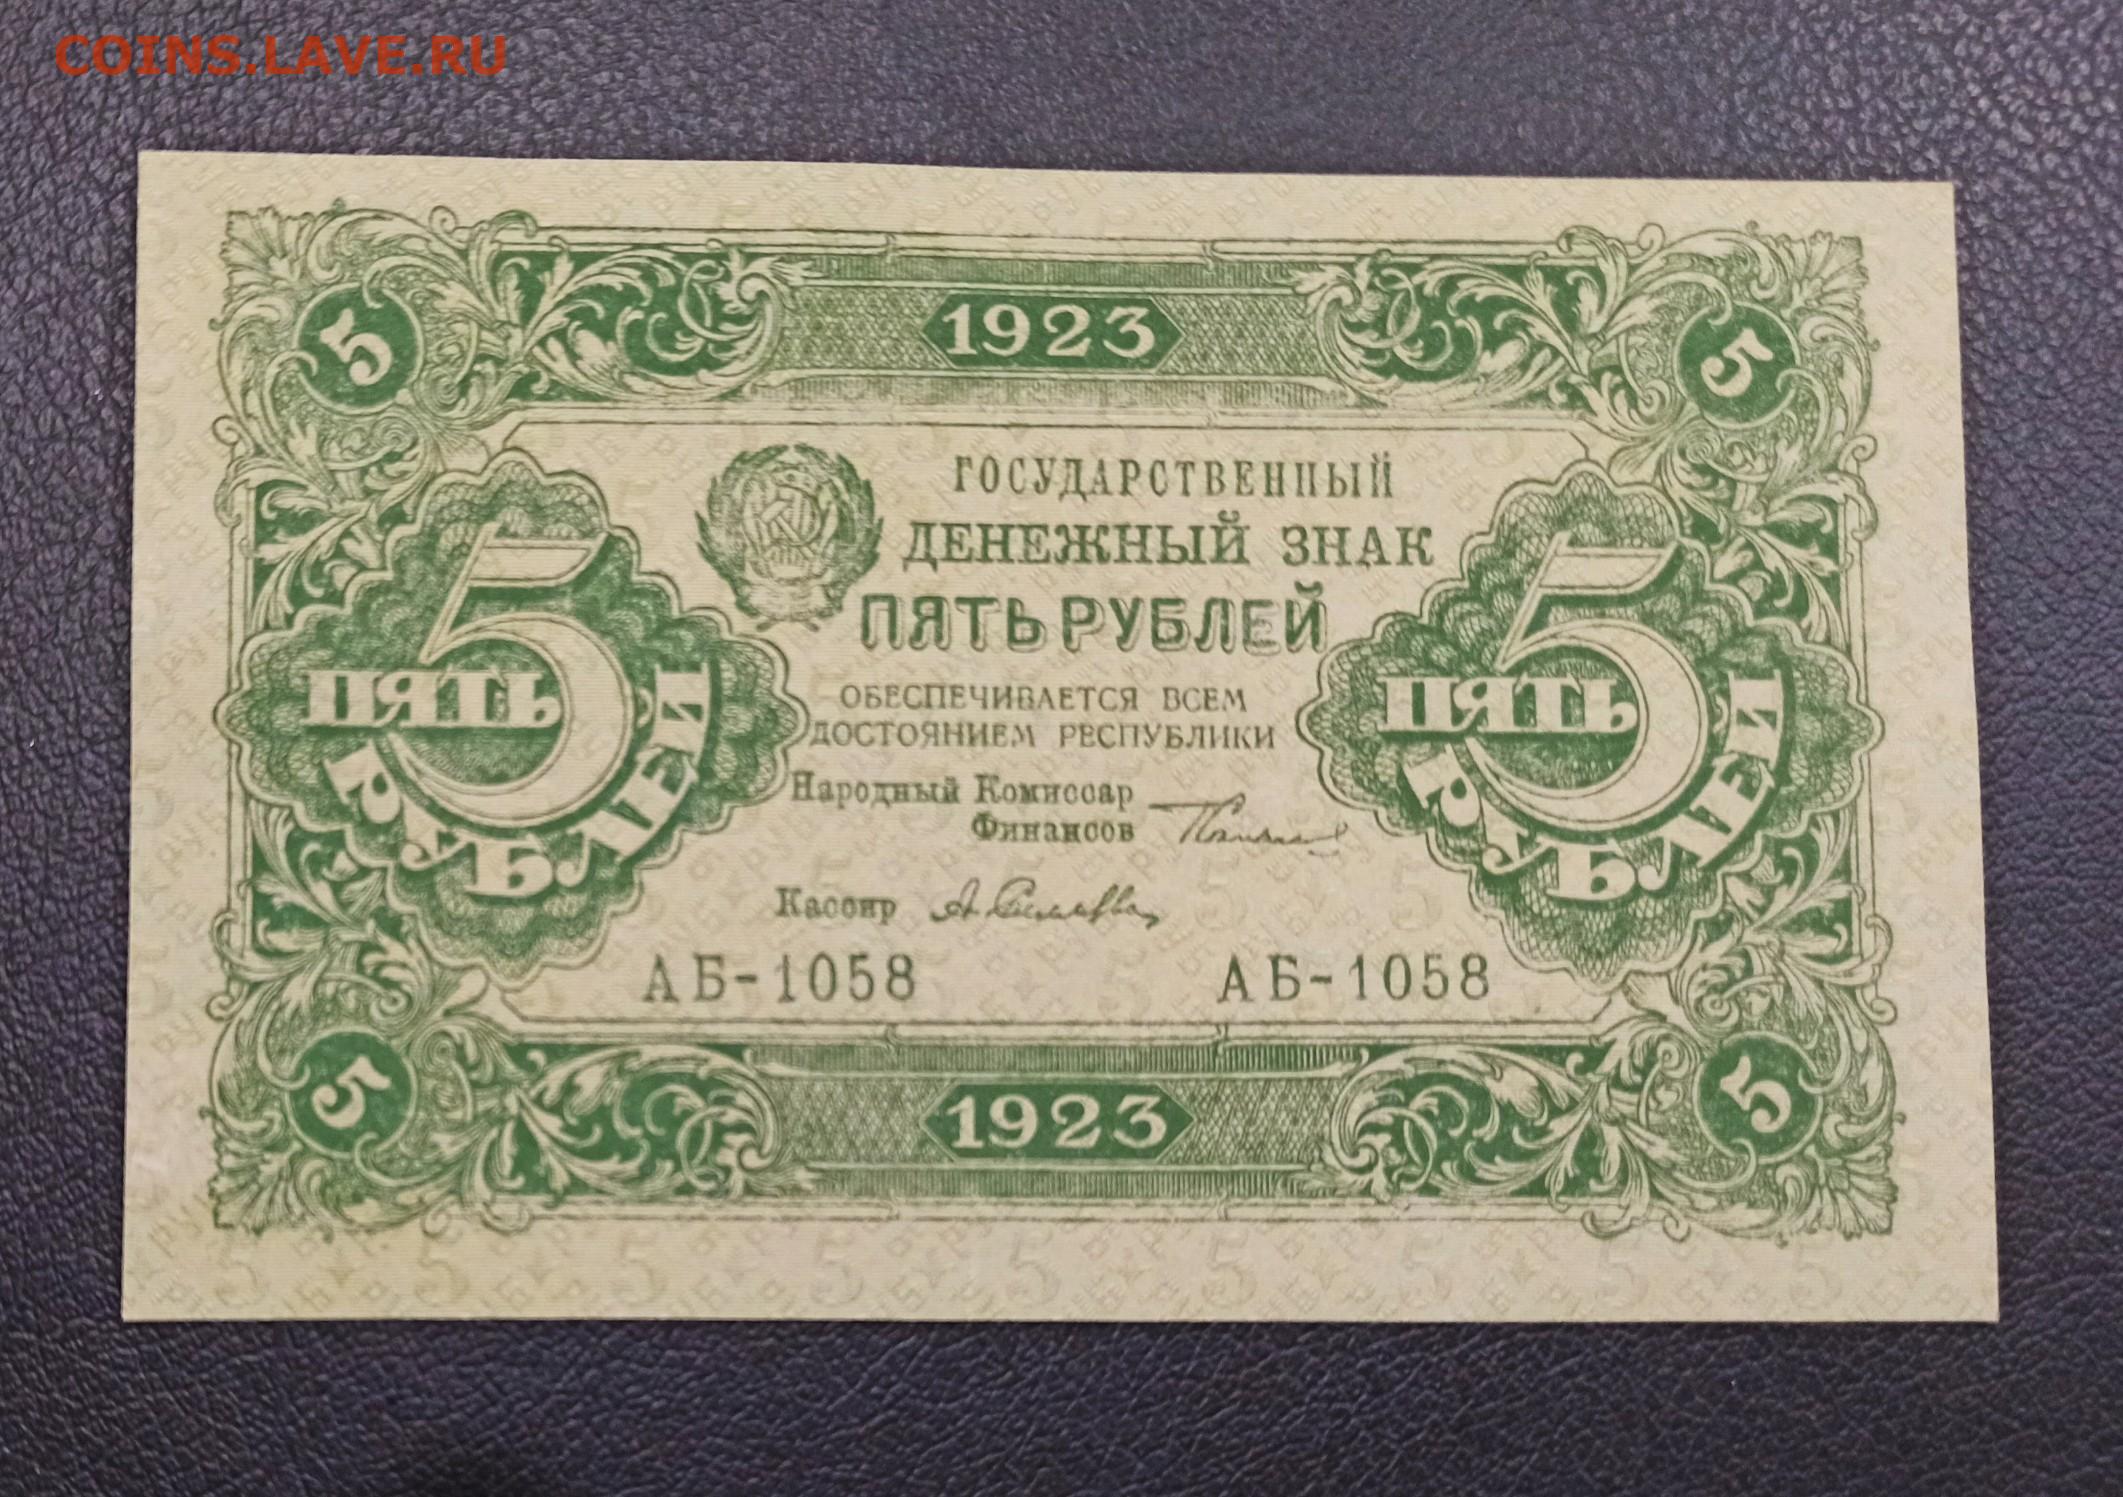 COINS.LAVE.RU
1923
5 5
ГОСУДАРСТВЕННЫЙ
ДЕНЕЖНЫЙ ЗНАК
ПЯТЬ РУБЛЕЙ
5 ПЯТЬ РУБЛЕЙ
5 ПЯТЬ РУБЛЕЙ
ОБЕСПЕЧИВАЕТСЯ ВСЕМ
ДОСТОЯНИЕМ РЕСПУБЛИКИ
Народный Комиссар
Финансов
Кассир
АБ-1058 АБ-1058
5 5
1923